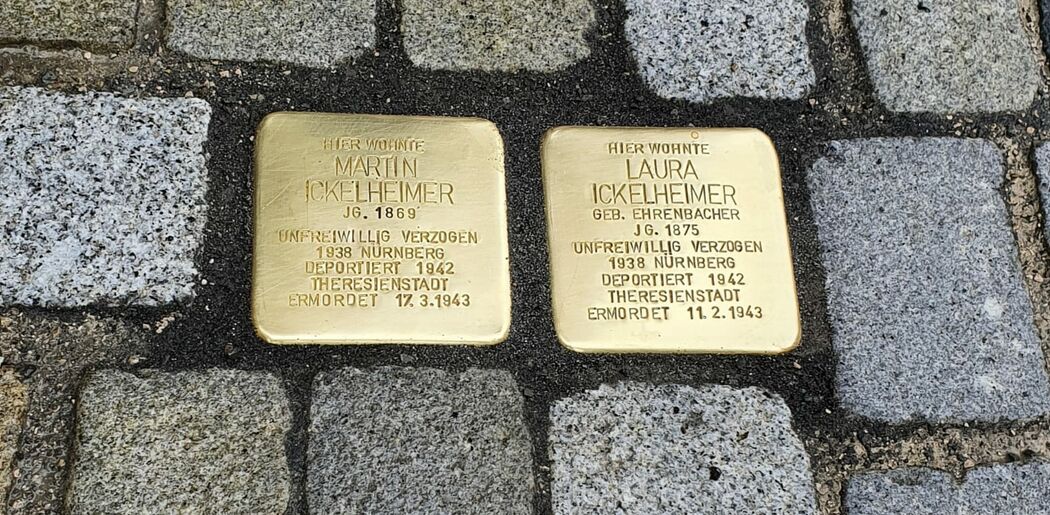 HIER WOHNTE
MARTIN
ICKELHEIMER
JG. 1869
UNFREIWILLIG VERZOGEN
1938 NÜRNBERG
DEPORTIERT 1942
THERESIENSTADT
ERMORDET 17.3.1943
HIER WOHNTE
LAURA
ICKELHEIMER
GEB. EHRENBACHER
JG. 1875
UNFREIWILLIG VERZOGEN
1938 NÜRNBERG
DEPORTIERT 1942
THERESIENSTADT
ERMORDET 11.2.1943